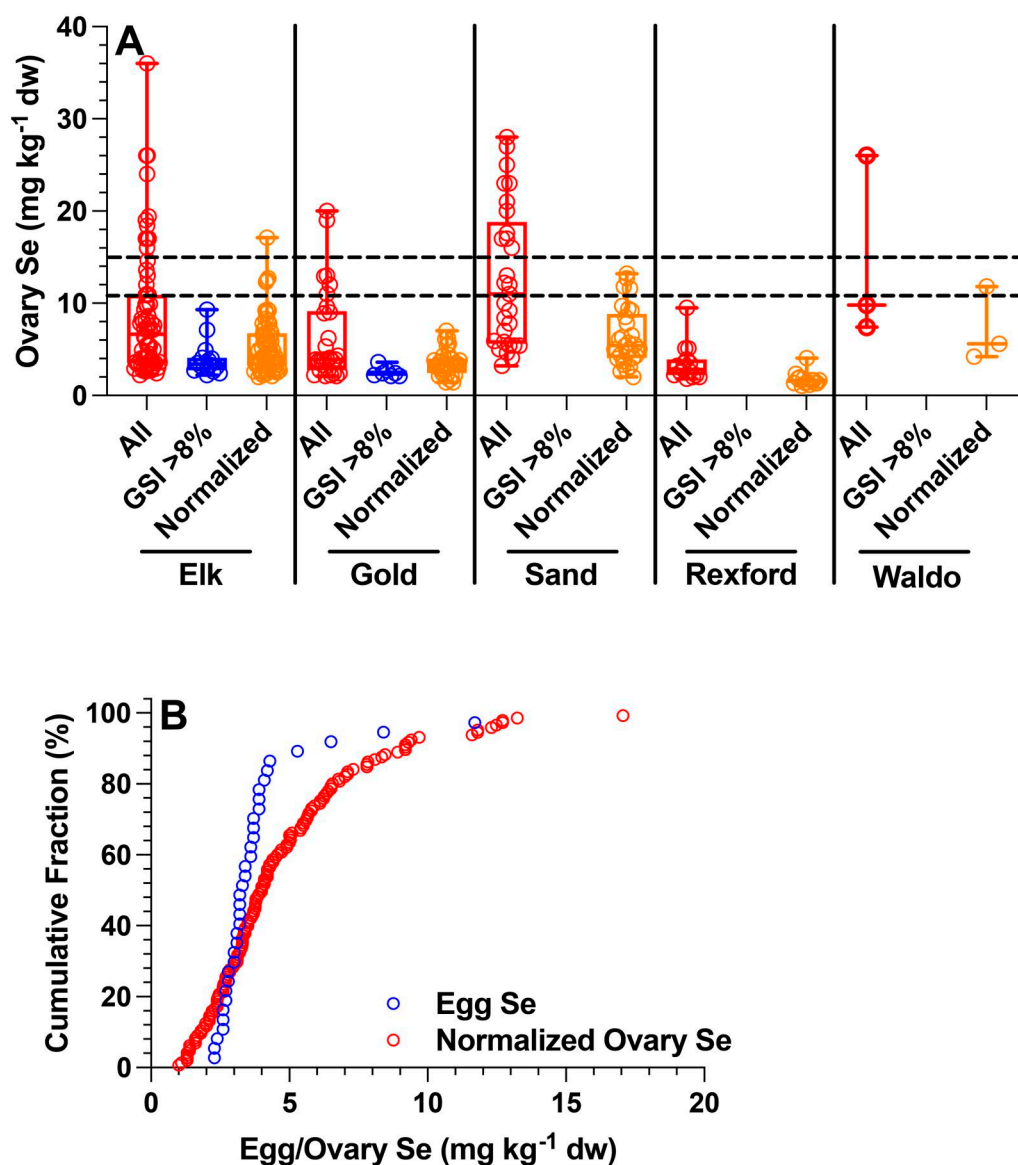 A
Ovary Se (mg kg⁻¹ dw)
40
30
20
10
0
All
GSI >8%
Normalized
All
GSI >8%
Normalized
All
GSI >8%
Normalized
All
GSI >8%
Normalized
All
GSI >8%
Normalized
Elk
Gold
Sand
Rexford
Waldo
B
Cumulative Fraction (%)
100
80
60
40
20
0
Egg Se
Normalized Ovary Se
0 5 10 15 20
Egg/Ovary Se (mg kg⁻¹ dw)